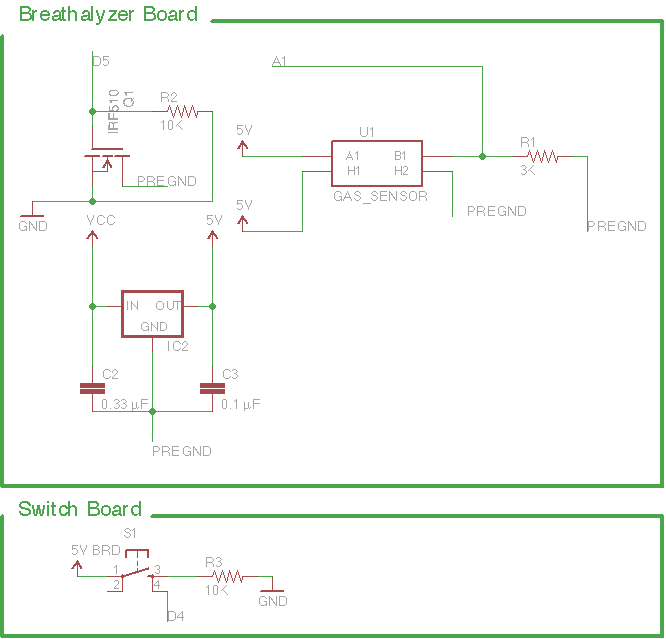 Breathalyzer Board
D5
A1
IRF510
Q1
R2
10K
5V
U1
A1
B1
H1
H2
GAS_SENSOR
R1
3K
PREGND
PREGND
PREGND
GND
VCC
5V
5V
IN
OUT
GND
IC2
C2
0.33 µF
C3
0.1 µF
PREGND
Switch Board
S1
5V BRD
1
2
3
4
D4
R3
10K
GND